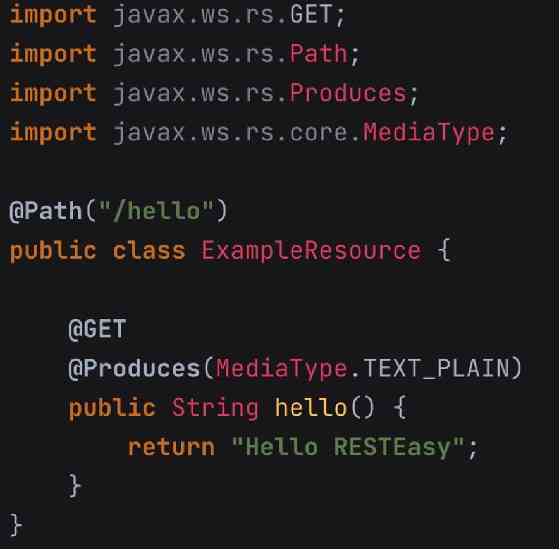 import javax.ws.rs.GET;
import javax.ws.rs.Path;
import javax.ws.rs.Produces;
import javax.ws.rs.core.MediaType;
@Path("/hello")
public class ExampleResource {
@GET
@Produces(MediaType.TEXT_PLAIN)
public String hello() {
return "Hello RESTEasy";
}
}